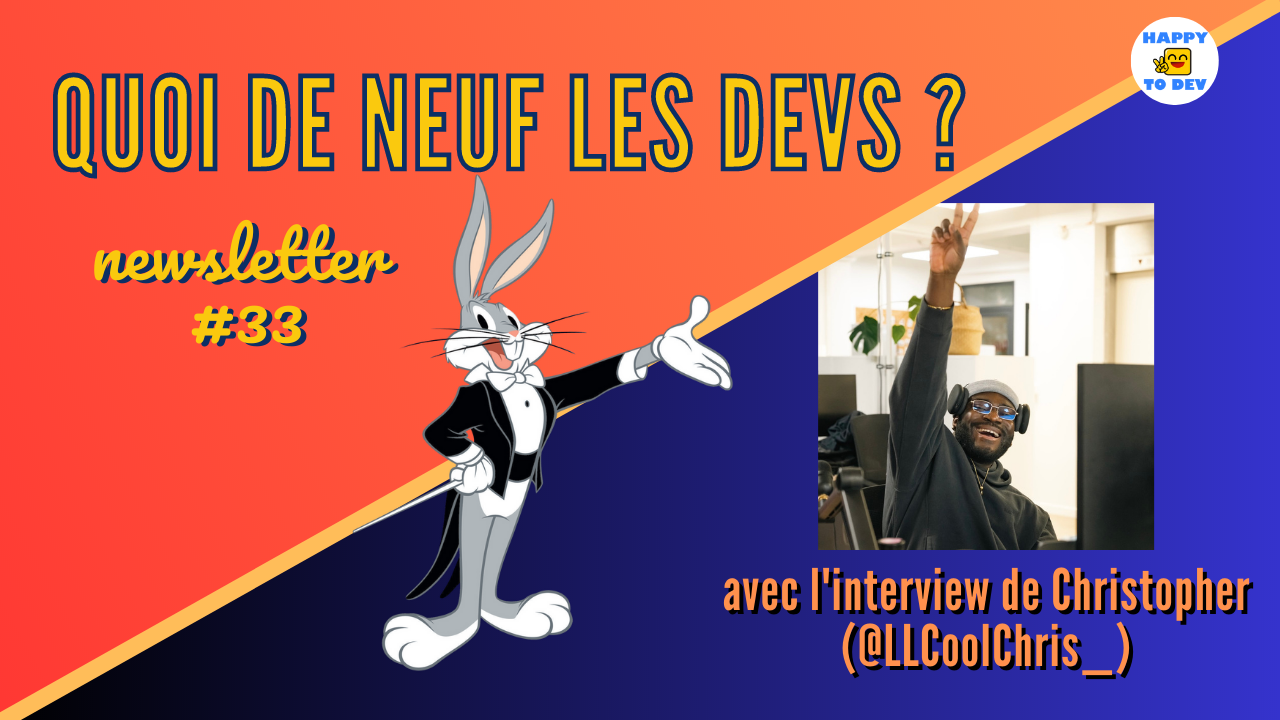 HAPPY
TO DEV
QUOI DE NEUF LES DEVS ?
newsletter
#33
avec l'interview de Christopher
(@LLCoolChris_)